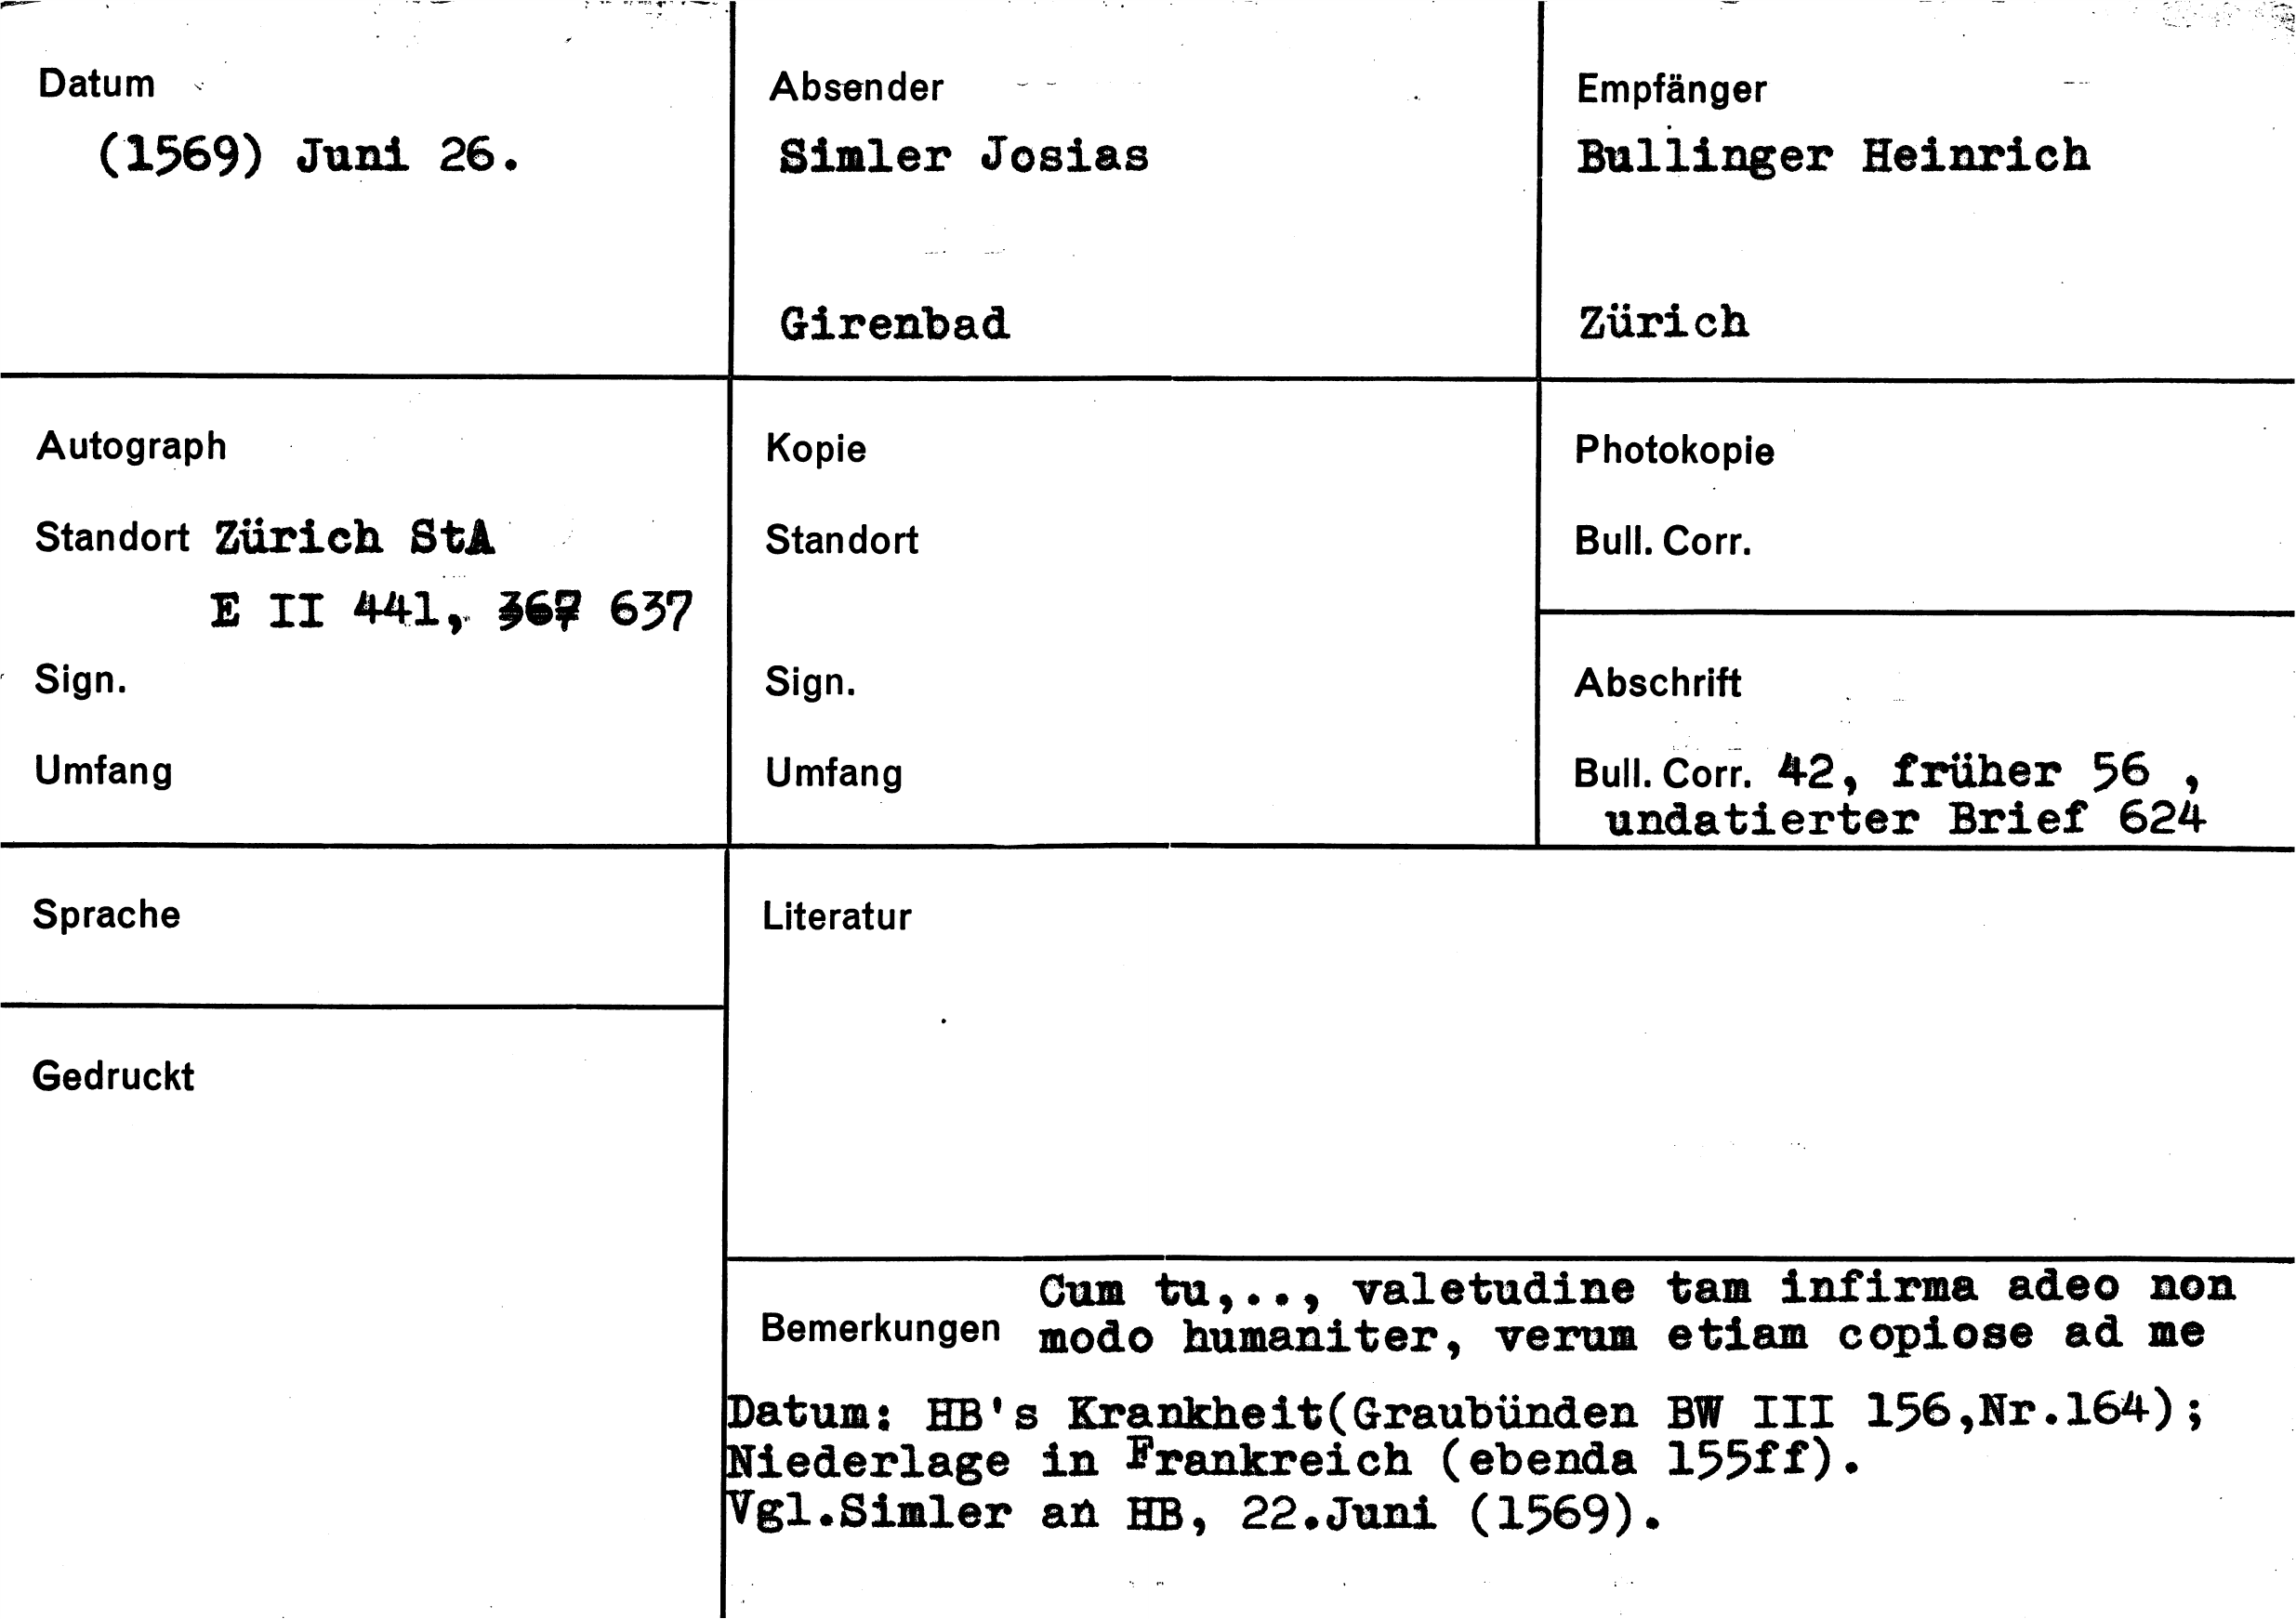 Datum
(1569) Juni 26.
Absender
Simler Josias
Girenbad
Empfänger
Bullinger Heinrich
Zürich
Autograph
Standort Zürich StA
E II 441, 367 637
Sign.
Umfang
Kopie
Standort
Sign.
Umfang
Photokopie
Bull. Corr.
Abschrift
Bull. Corr. 42, früher 56 ,
undatierter Brief 624
Sprache
Gedruckt
Literatur
Bemerkungen
Cum tu,.., valetudine tam infirma adeo non
modo humaniter, verum etiam copiose ad me
Datum: HB's Krankheit(Graubünden BW III 156,Nr.164);
Niederlage in Frankreich (ebenda 155ff).
Vgl.Simler an HB, 22.Juni (1569).